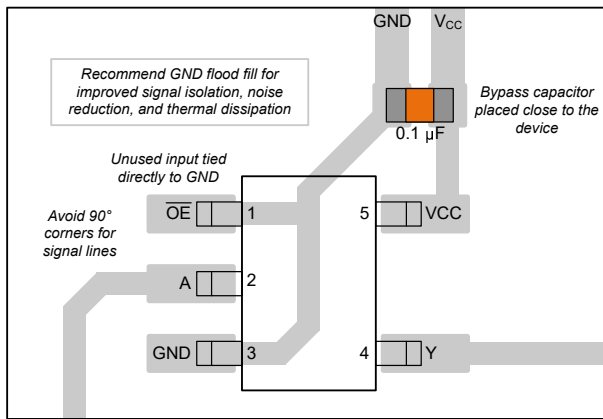 GND VCC
Recommend GND flood fill for
improved signal isolation, noise
reduction, and thermal dissipation
Bypass capacitor
placed close to the
device
0.1 µF
Unused input tied
directly to GND
OE 1 5 VCC
Avoid 90°
corners for
signal lines
A 2
GND 3 4 Y